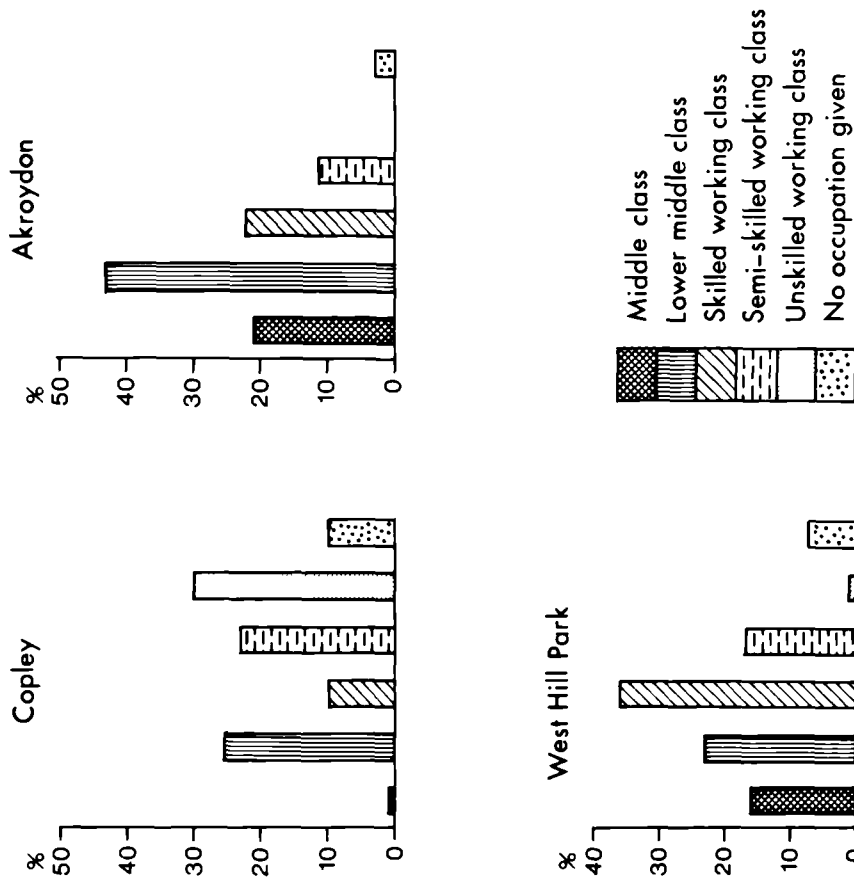 Copley
%
50
40
30
20
10
0
Akroydon
%
50
40
30
20
10
0
West Hill Park
%
40
30
20
10
0
Middle class
Lower middle class
Skilled working class
Semi-skilled working class
Unskilled working class
No occupation given